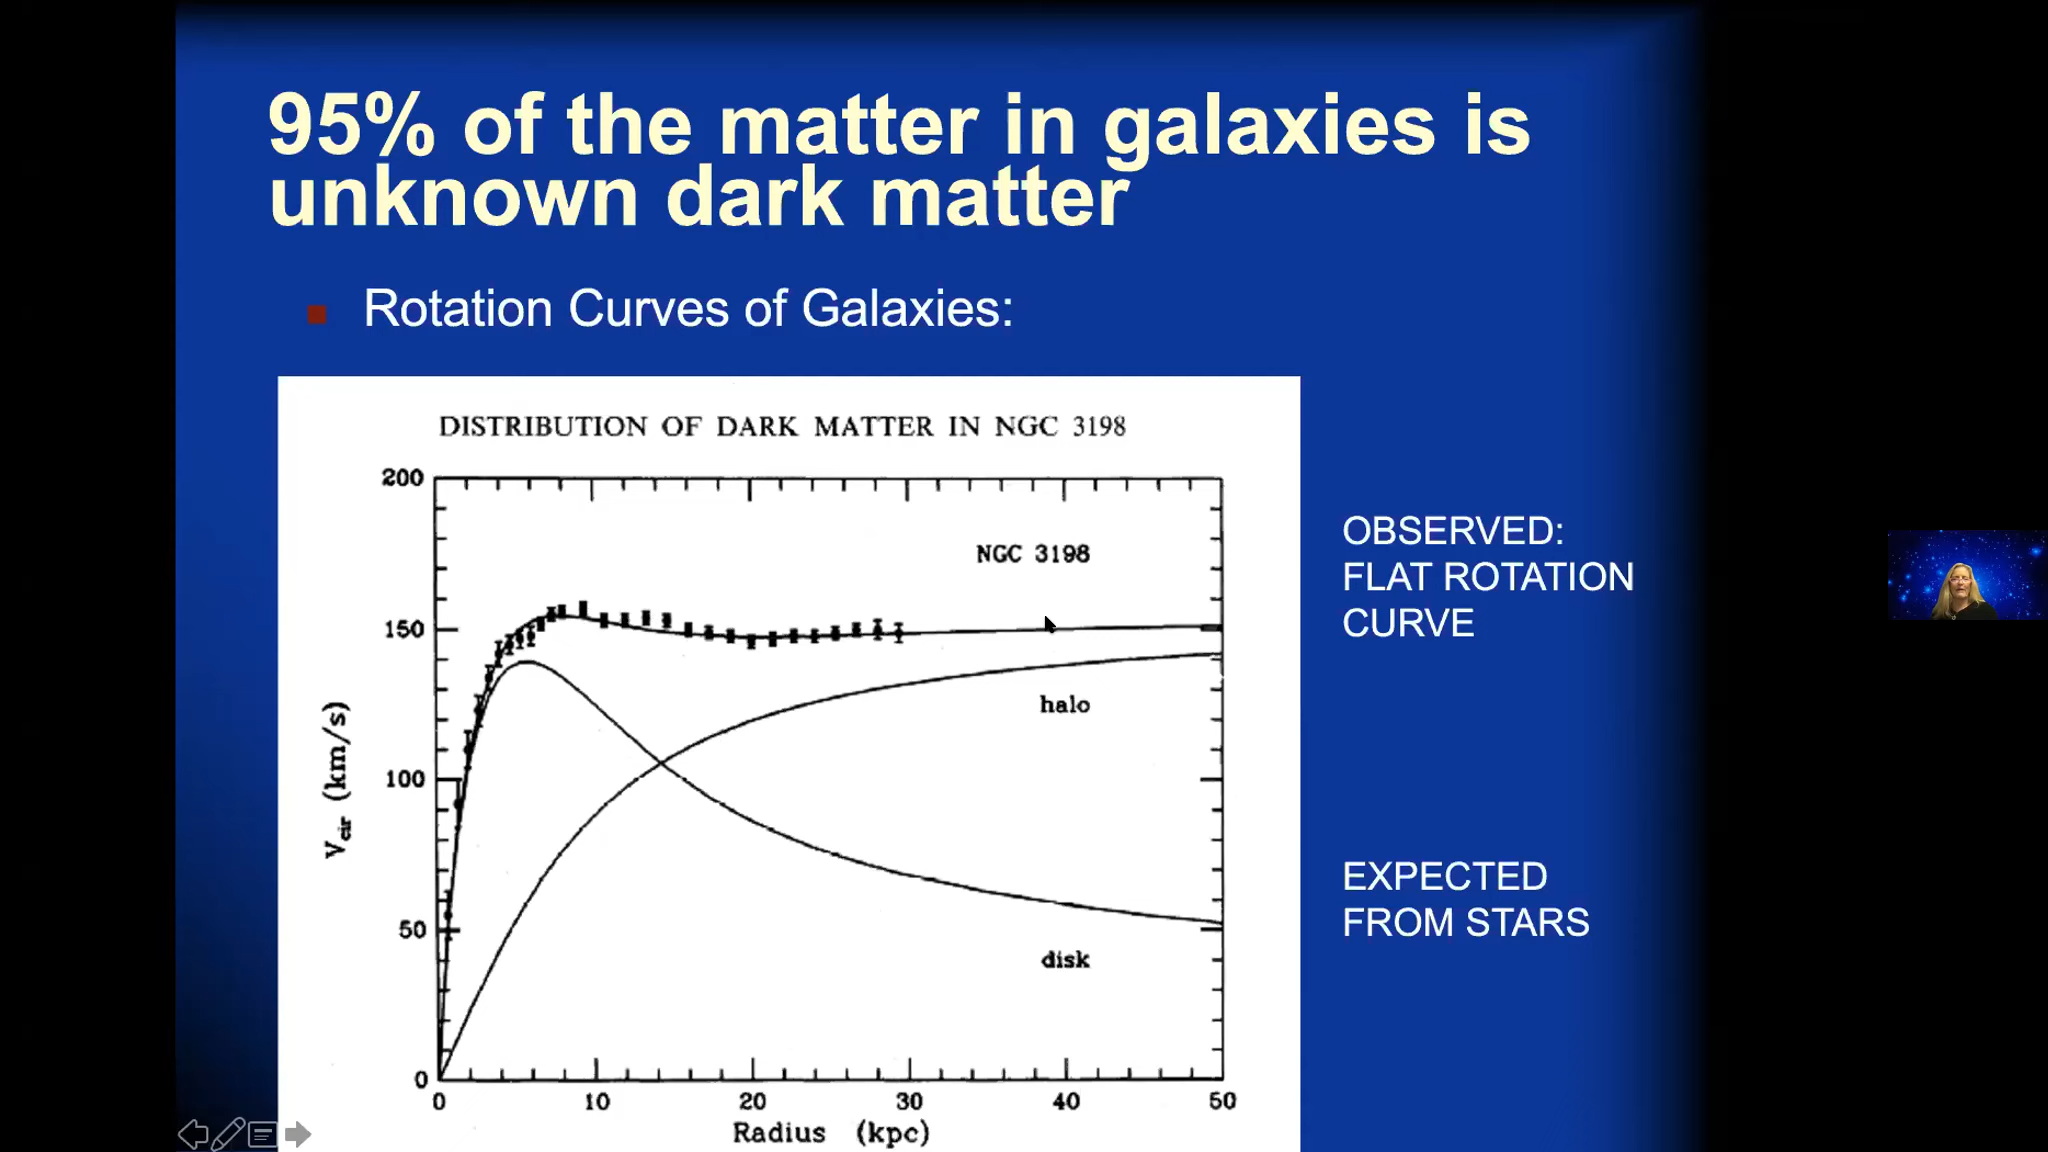 95% of the matter in galaxies is
unknown dark matter
Rotation Curves of Galaxies:
DISTRIBUTION OF DARK MATTER IN NGC 3198
200
NGC 3198
150
halo
100
50
disk
0
V cir (km/s)
0 10 20 30 40 50
Radius (kpc)
OBSERVED:
FLAT ROTATION
CURVE
EXPECTED
FROM STARS